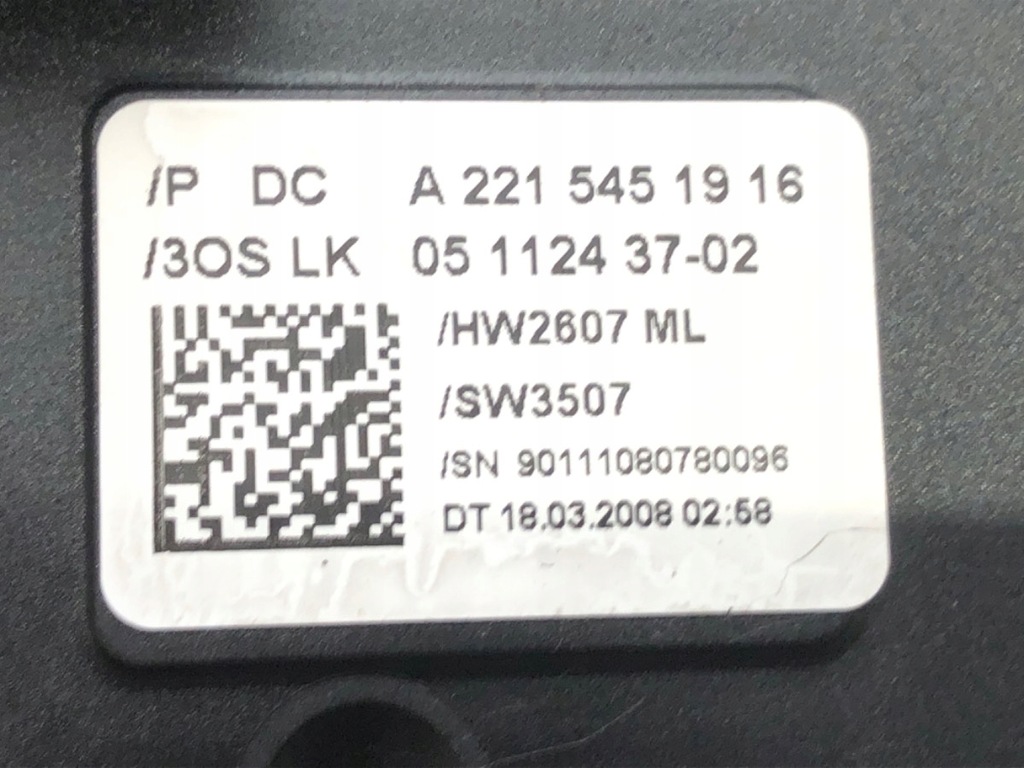 /P DC A 221 545 19 16
/3OS LK 05 1124 37-02
/HW2607 ML
/SW3507
/SN 90111080780096
DT 18.03.2008 02:58